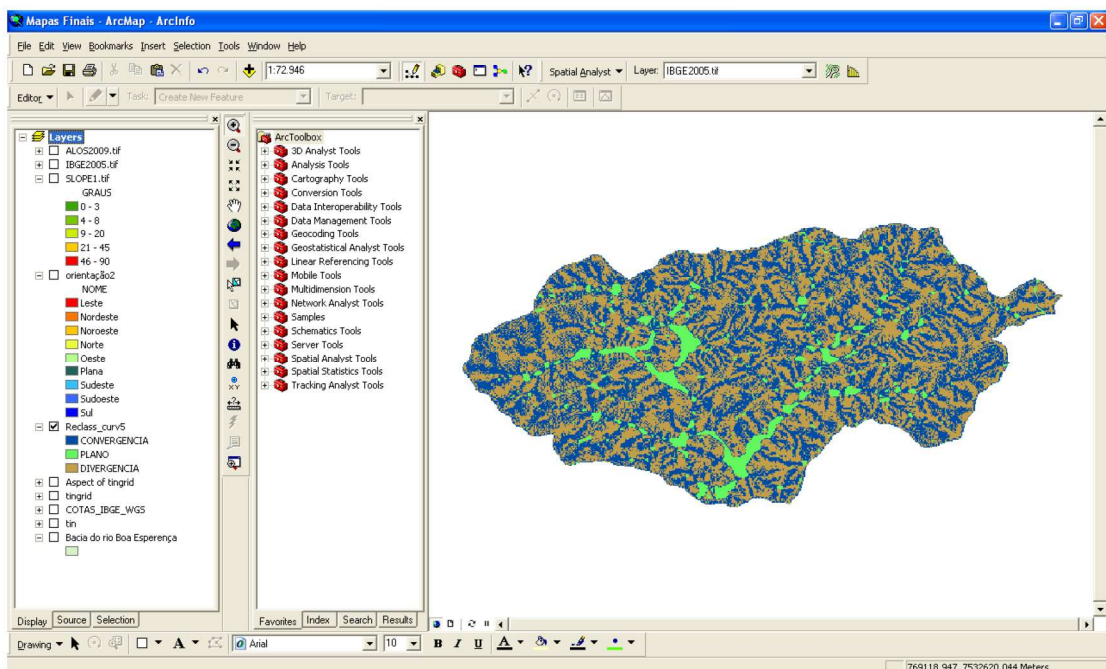 Mapas Finais - ArcMap - ArcInfo
File Edit View Bookmarks Insert Selection Tools Window Help
1:72.946 Spatial Analyst Layer: IBGE2005.tif
Editor Task: Create New Feature Target:
Layers
ALOS2009.tif
IBGE2005.tif
SLOPE1.tif
GRAUS
0 - 3
4 - 8
9 - 20
21 - 45
46 - 90
orientação2
NOME
Leste
Nordeste
Noroeste
Norte
Oeste
Plana
Sudeste
Sudoeste
Sul
Reclass_curv5
CONVERGENCIA
PLANO
DIVERGENCIA
Aspect of tingrid
tingrid
COTAS_IBGE_WGS
tin
Bacia do rio Boa Esperença
Display Source Selection
ArcToolbox
3D Analyst Tools
Analysis Tools
Cartography Tools
Conversion Tools
Data Interoperability Tools
Data Management Tools
Geocoding Tools
Geostatistical Analyst Tools
Linear Referencing Tools
Mobile Tools
Multidimension Tools
Network Analyst Tools
Samples
Schematics Tools
Server Tools
Spatial Analyst Tools
Spatial Statistics Tools
Tracking Analyst Tools
Favorites Index Search Results
Drawing A Arial 10 B I U A
769118,947 7532620,044 Meters